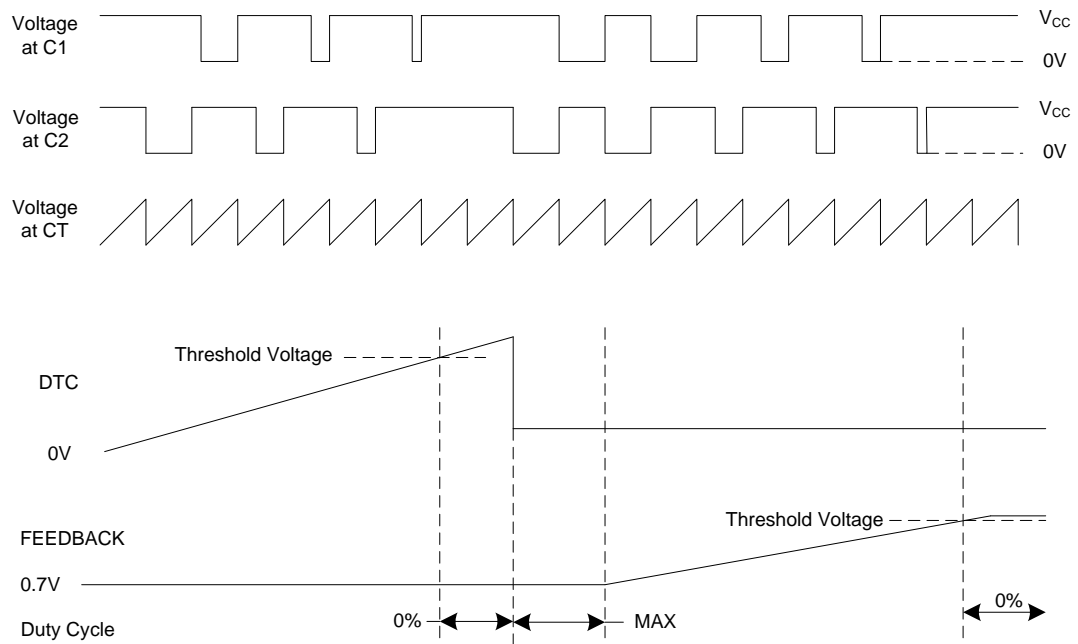 Voltage
at C1
VCC
0V
Voltage
at C2
VCC
0V
Voltage
at CT
Threshold Voltage
DTC
0V
Threshold Voltage
FEEDBACK
0.7V
0%
MAX
0%
Duty Cycle